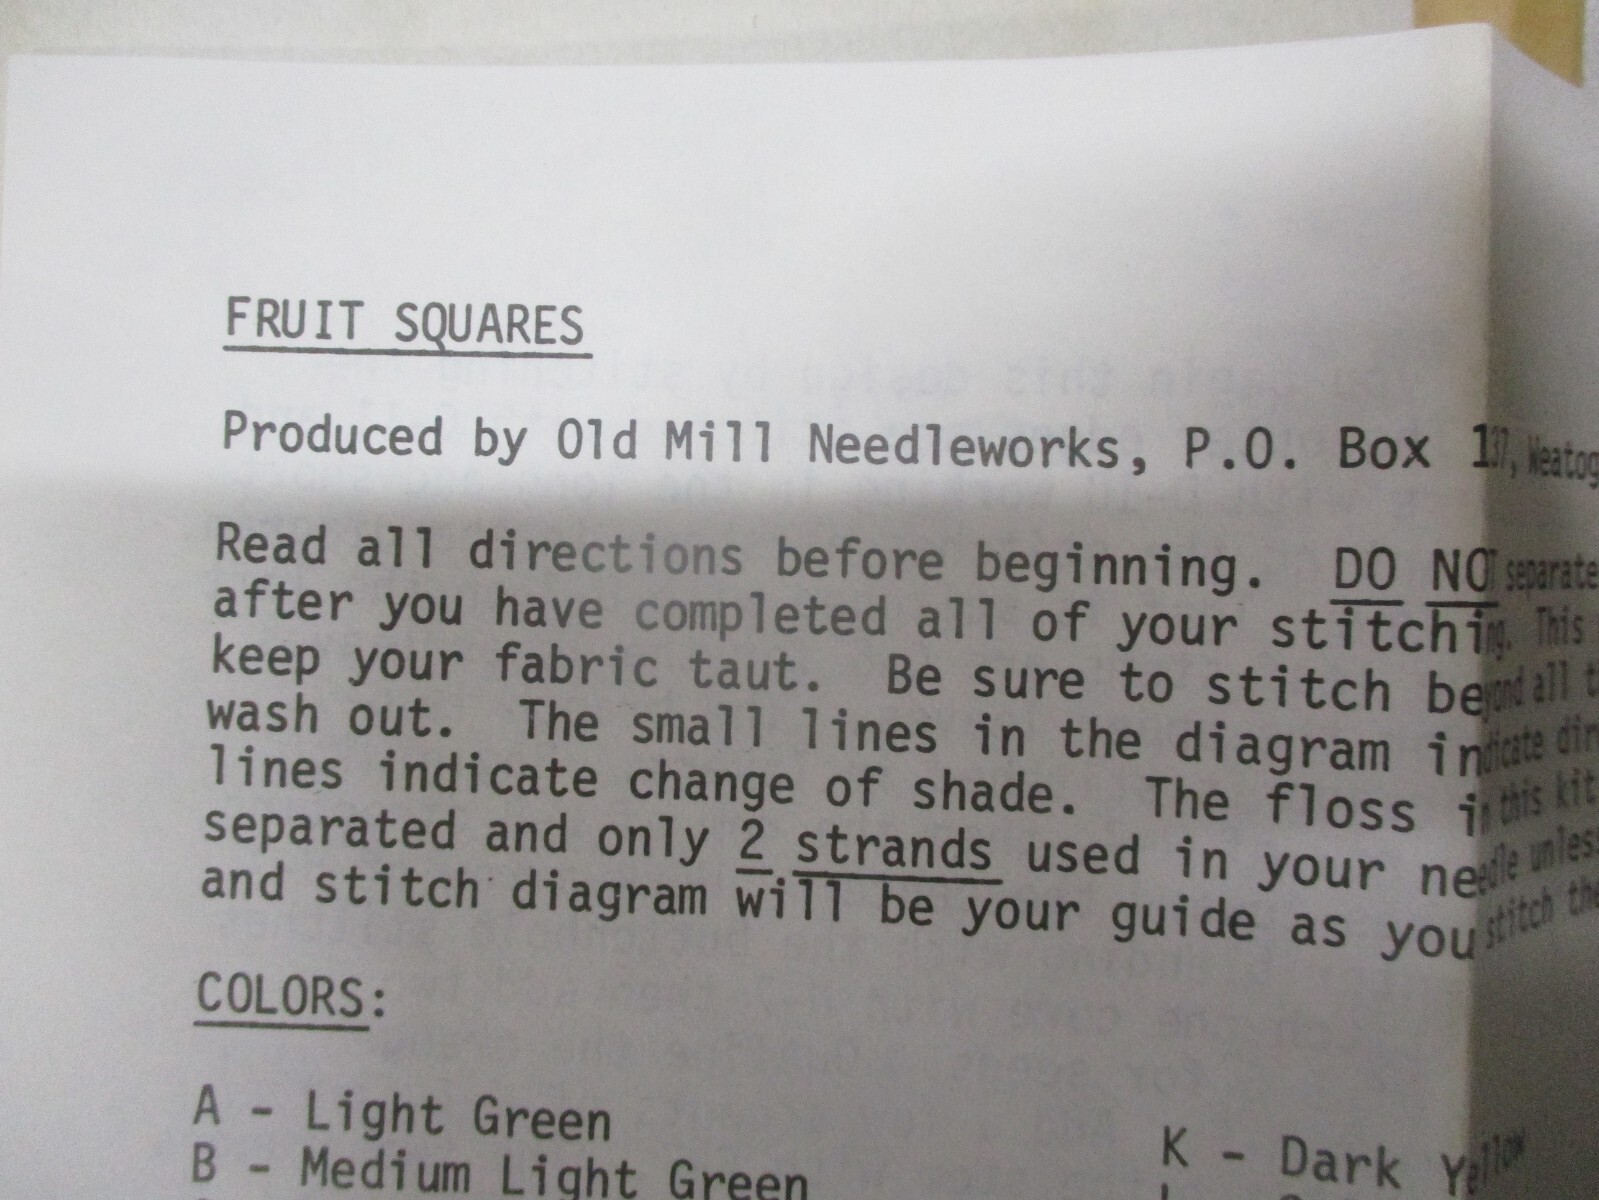 FRUIT SQUARES
Produced by Old Mill Needleworks, P.O. Box 137, Weatog
Read all directions before beginning. DO NOT separate
after you have completed all of your stitching. This
keep your fabric taut. Be sure to stitch beyond all
wash out. The small lines in the diagram indicate
lines indicate change of shade. The floss in this kit
separated and only 2 strands used in your needle
and stitch diagram will be your guide as you stitch
COLORS:
A - Light Green
B - Medium Light Green
K - Dark Yellow